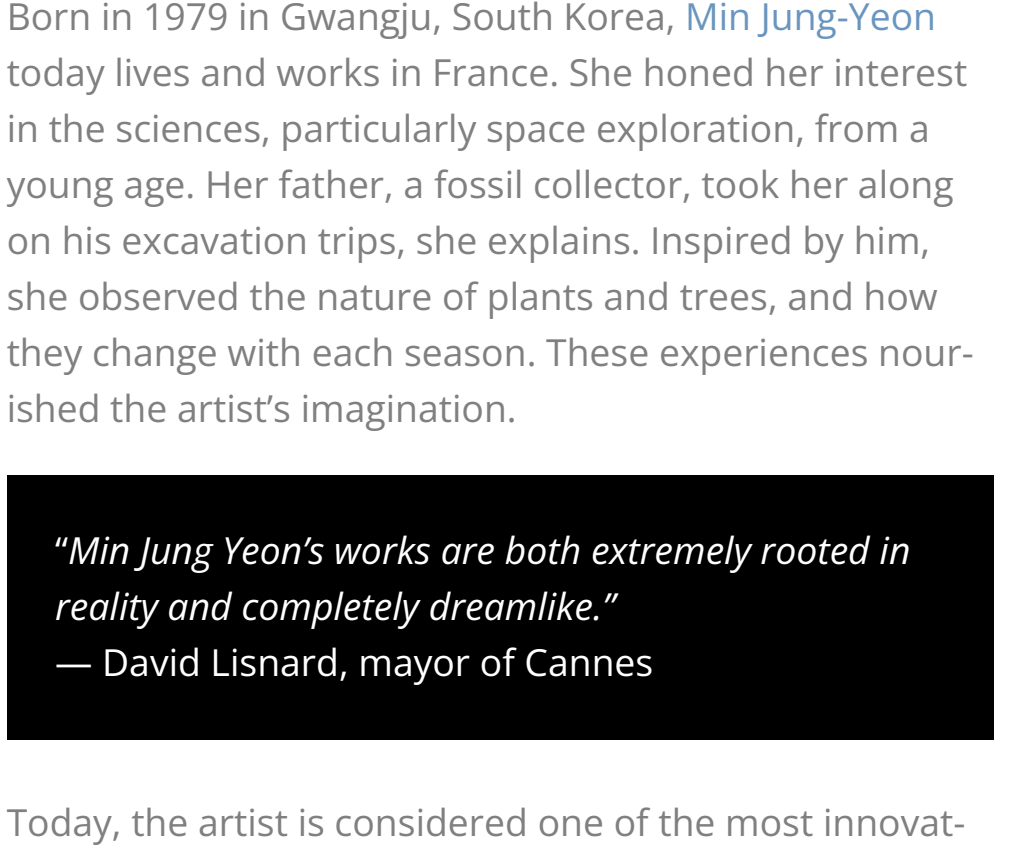 Born in 1979 in Gwangju, South Korea, Min Jung-Yeon
today lives and works in France. She honed her interest
in the sciences, particularly space exploration, from a
young age. Her father, a fossil collector, took her along
on his excavation trips, she explains. Inspired by him,
she observed the nature of plants and trees, and how
they change with each season. These experiences nour-
ished the artist’s imagination.
“Min Jung Yeon’s works are both extremely rooted in
reality and completely dreamlike.”
— David Lisnard, mayor of Cannes
Today, the artist is considered one of the most innovat-